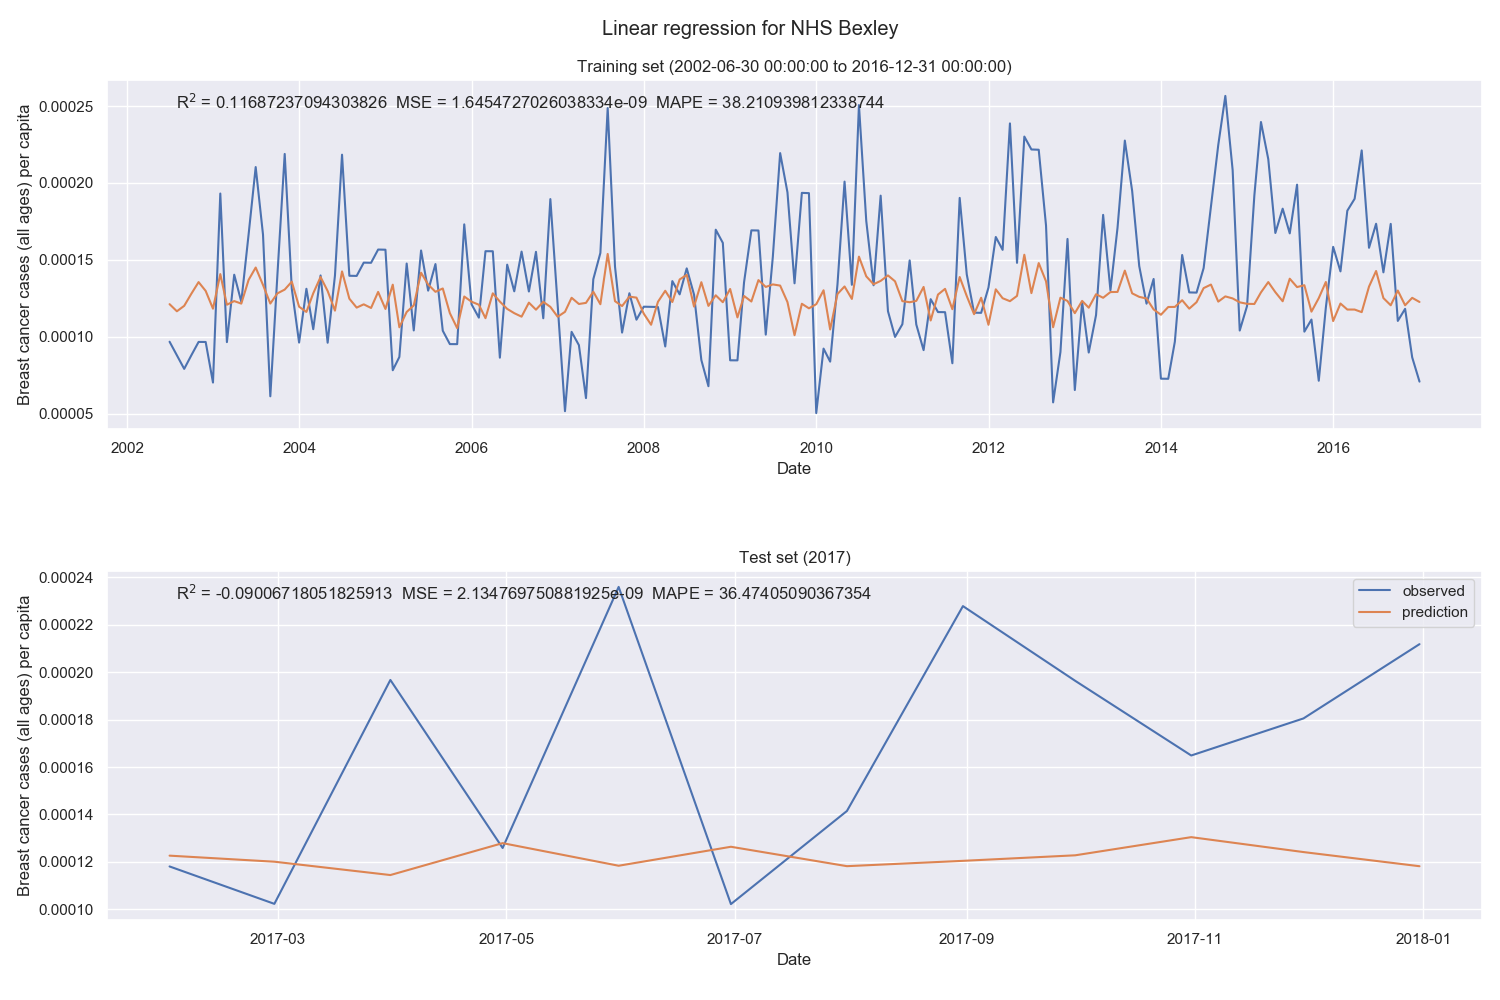 Linear regression for NHS Bexley
Training set (2002-06-30 00:00:00 to 2016-12-31 00:00:00)
R² = 0.11687237094303826 MSE = 1.6454727026038334e-09 MAPE = 38.210939812338744
Breast cancer cases (all ages) per capita
0.00025
0.00020
0.00015
0.00010
0.00005
2002 2004 2006 2008 2010 2012 2014 2016
Date
Test set (2017)
R² = -0.09006718051825913 MSE = 2.134769750881925e-09 MAPE = 36.47405090367354
observed
prediction
Breast cancer cases (all ages) per capita
0.00024
0.00022
0.00020
0.00018
0.00016
0.00014
0.00012
0.00010
2017-03 2017-05 2017-07 2017-09 2017-11 2018-01
Date